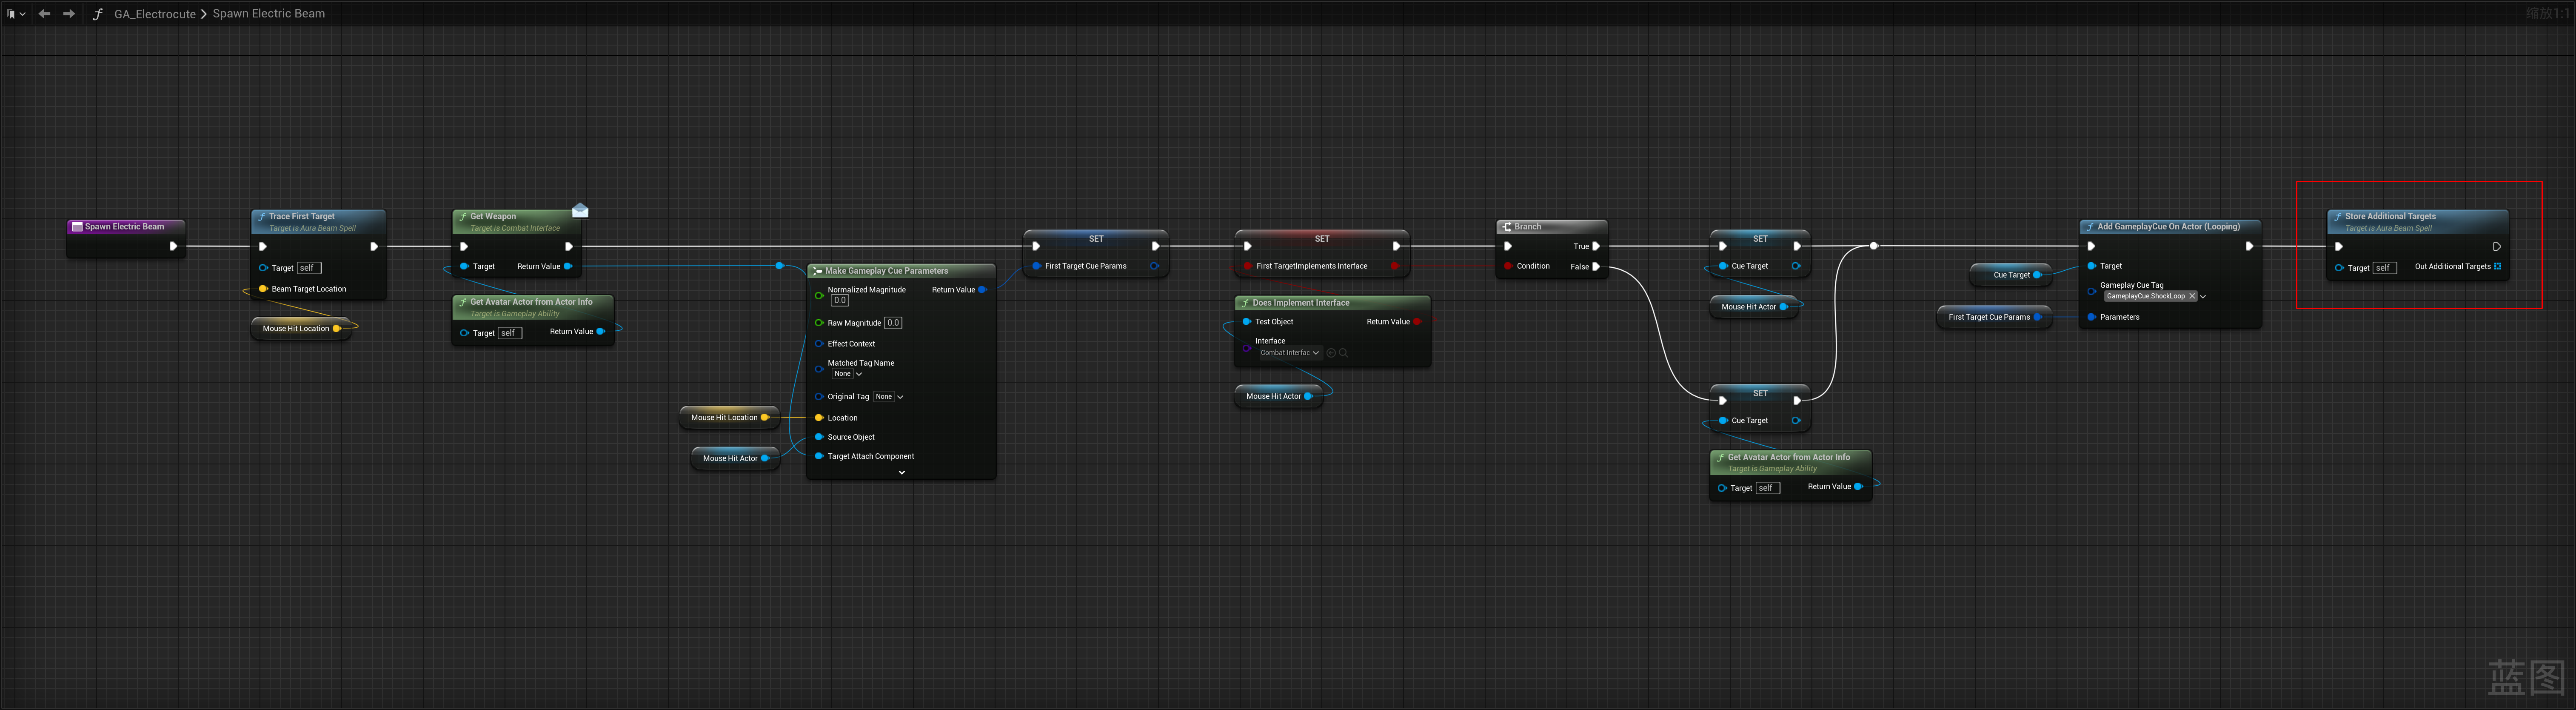 GA_Electrocute > Spawn Electric Beam
缩放1:1
Spawn Electric Beam
Trace First Target
Target is Aura Beam Spell
Target self
Beam Target Location
Mouse Hit Location
Get Weapon
Target is Combat Interface
Target Return Value
Get Avatar Actor from Actor Info
Target is Gameplay Ability
Target self Return Value
Make Gameplay Cue Parameters
Normalized Magnitude Return Value
0.0
Raw Magnitude 0.0
Effect Context
Matched Tag Name
None
Original Tag None
Location
Source Object
Target Attach Component
Mouse Hit Location
Mouse Hit Actor
SET
First Target Cue Params
SET
First TargetImplements Interface
Does Implement Interface
Test Object Return Value
Interface
Combat Interfac
Mouse Hit Actor
Branch
True
Condition False
SET
Cue Target
Mouse Hit Actor
SET
Cue Target
Get Avatar Actor from Actor Info
Target is Gameplay Ability
Target self Return Value
Cue Target
First Target Cue Params
Add GameplayCue On Actor (Looping)
Target
Gameplay Cue Tag
GameplayCue.ShockLoop
Parameters
Store Additional Targets
Target is Aura Beam Spell
Target self Out Additional Targets
蓝图